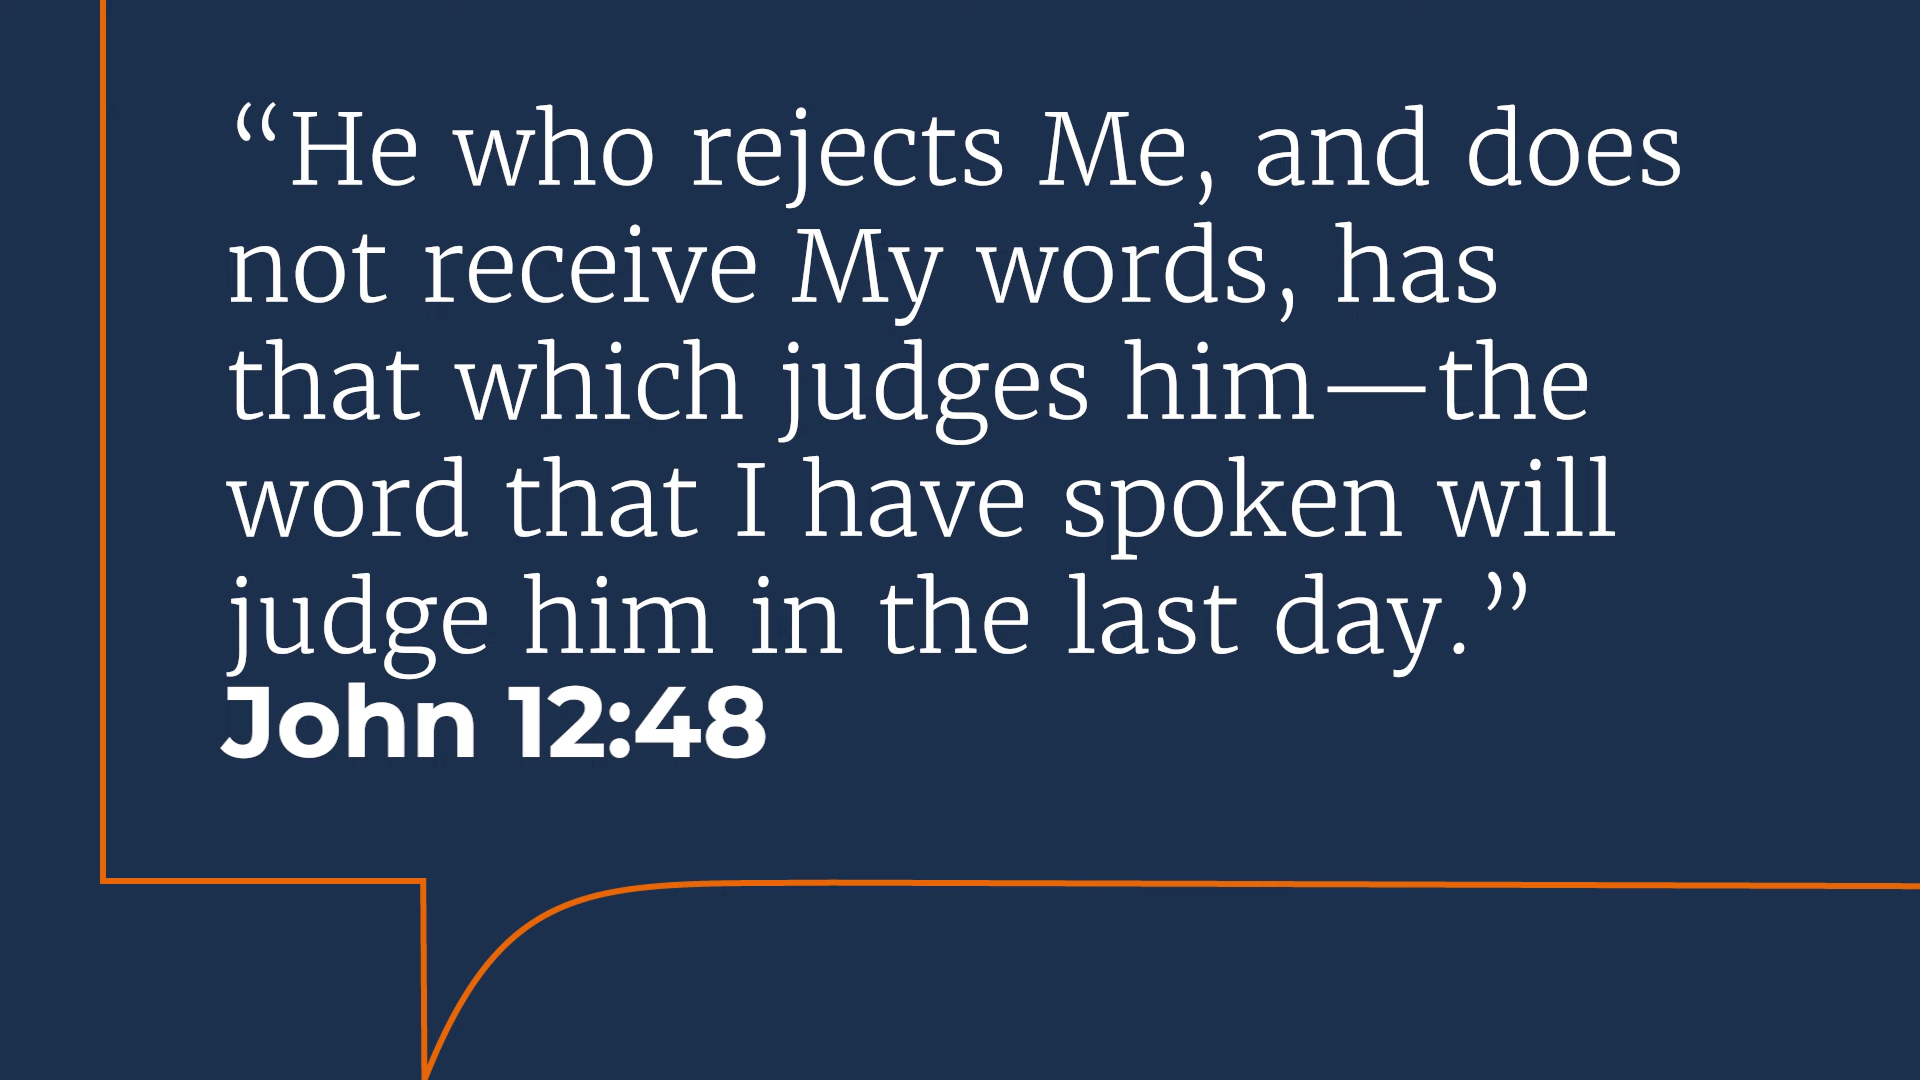 “He who rejects Me, and does
not receive My words, has
that which judges him—the
word that I have spoken will
judge him in the last day.”
John 12:48